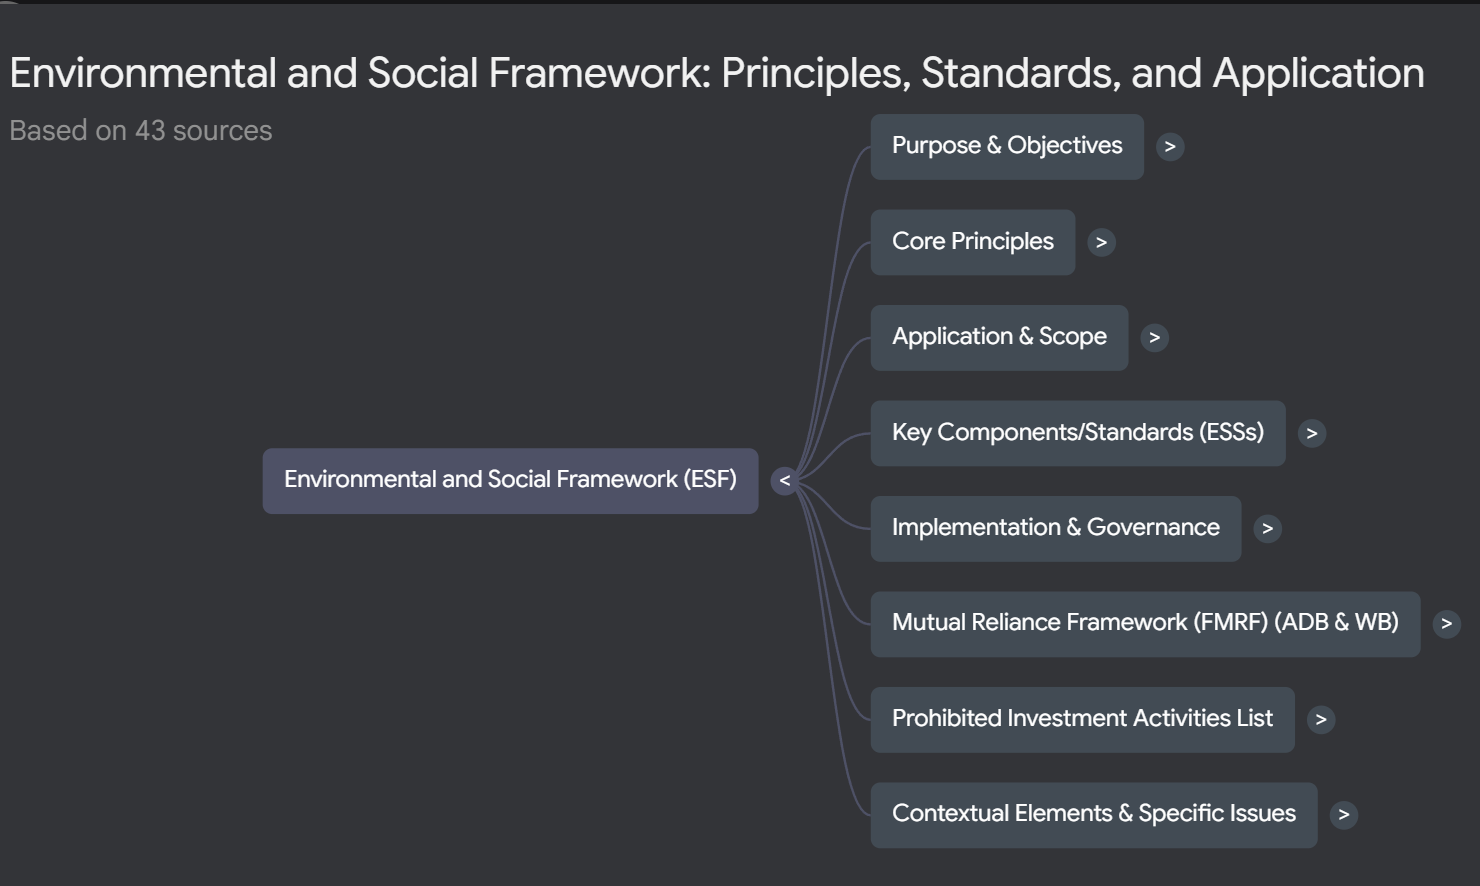 Environmental and Social Framework: Principles, Standards, and Application
Based on 43 sources
Purpose & Objectives >
Core Principles >
Application & Scope >
Key Components/Standards (ESSs) >
Environmental and Social Framework (ESF) <
Implementation & Governance >
Mutual Reliance Framework (FMRF) (ADB & WB) >
Prohibited Investment Activities List >
Contextual Elements & Specific Issues >